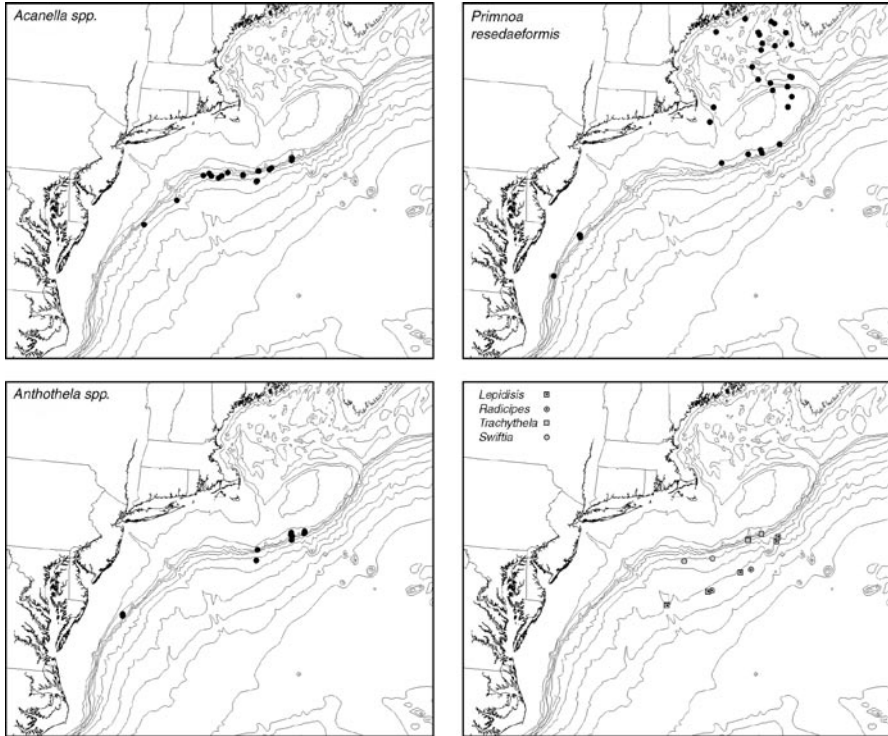 Acanella spp.
Primnoa
resedaeformis
Anthothela spp.
Lepidisis
Radicipes
Trachythela
Swiftia